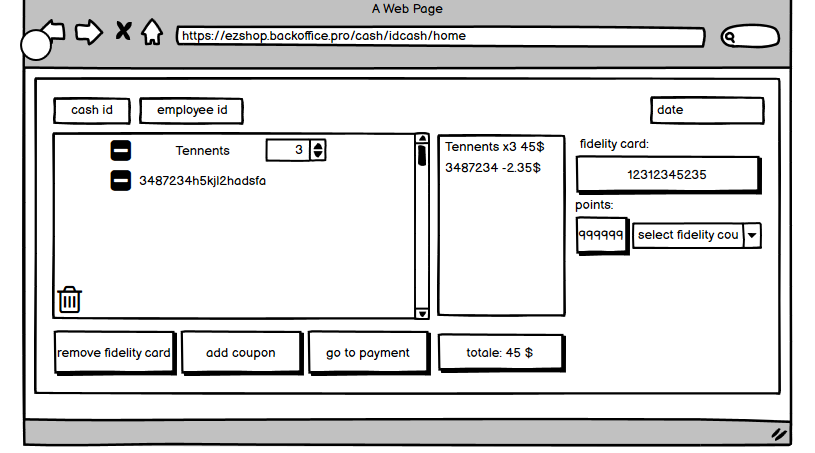 A Web Page
https://ezshop.backoffice.pro/cash/idcash/home
cash id
employee id
date
Tennents
3
3487234h5kjl2hadsfa
Tennents x3 45$
3487234 -2.35$
fidelity card:
12312345235
points:
999999
select fidelity cou
remove fidelity card
add coupon
go to payment
totale: 45 $